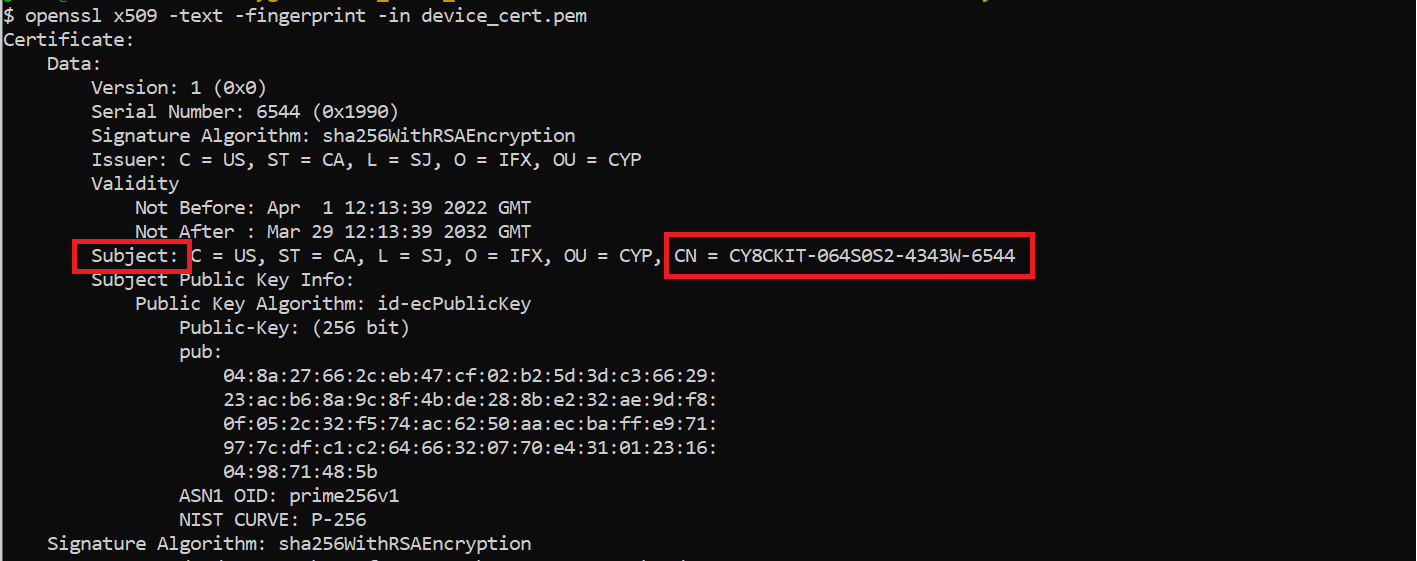 $ openssl x509 -text -fingerprint -in device_cert.pem
Certificate:
    Data:
        Version: 1 (0x0)
        Serial Number: 6544 (0x1990)
        Signature Algorithm: sha256WithRSAEncryption
        Issuer: C = US, ST = CA, L = SJ, O = IFX, OU = CYP
        Validity
            Not Before: Apr  1 12:13:39 2022 GMT
            Not After : Mar 29 12:13:39 2032 GMT
        Subject: C = US, ST = CA, L = SJ, O = IFX, OU = CYP, CN = CY8CKIT-064S0S2-4343W-6544
        Subject Public Key Info:
            Public Key Algorithm: id-ecPublicKey
                Public-Key: (256 bit)
                pub:
                    04:8a:27:66:2c:eb:47:cf:02:b2:5d:3d:c3:66:29:
                    23:ac:b6:8a:9c:8f:4b:de:28:8b:e2:32:ae:9d:f8:
                    0f:05:2c:32:f5:74:ac:62:50:aa:ec:ba:ff:e9:71:
                    97:7c:df:c1:c2:64:66:32:07:70:e4:31:01:23:16:
                    04:98:71:48:5b
                ASN1 OID: prime256v1
                NIST CURVE: P-256
    Signature Algorithm: sha256WithRSAEncryption